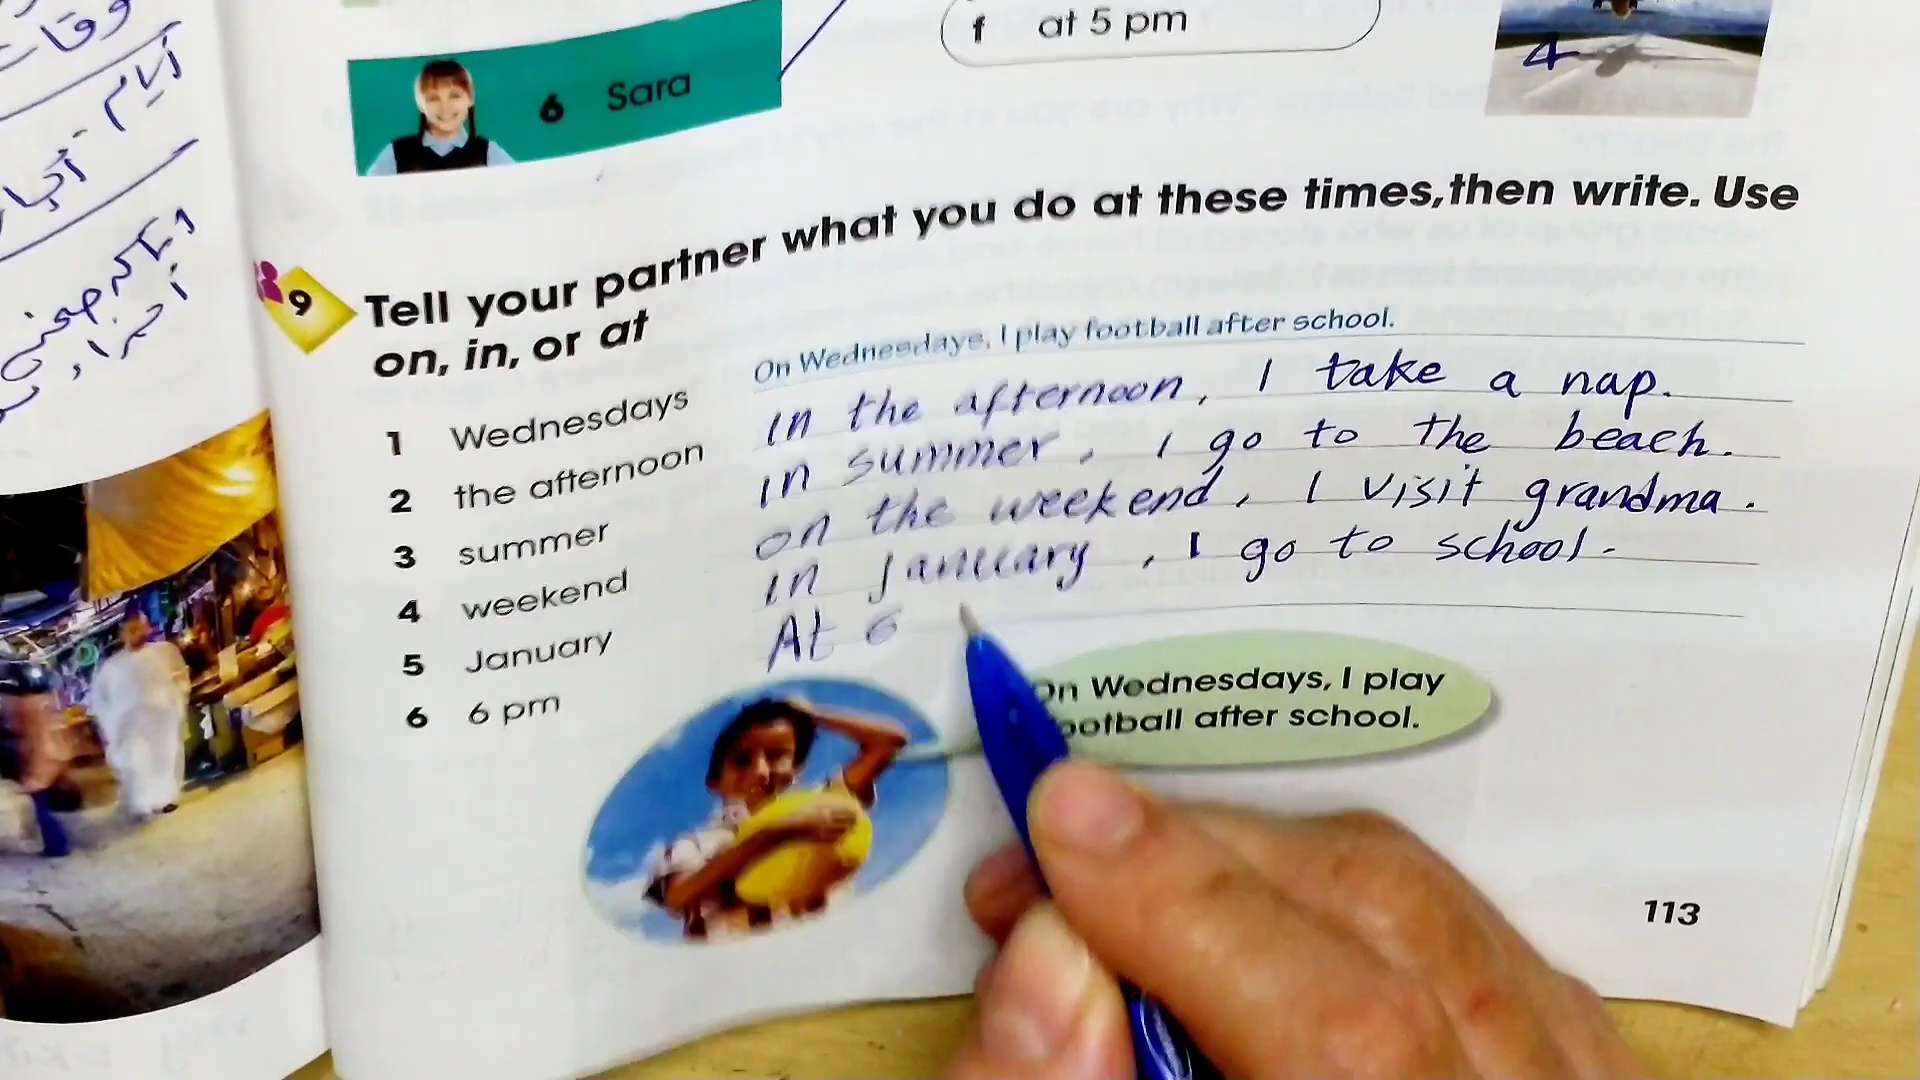 f at 5 pm
4
6 Sara
أيام
9 Tell your partner what you do at these times, then write. Use
on, in, or at
On Wednesdays, I play football after school.
1 Wednesdays
In the afternoon, I take a nap.
2 the afternoon
In summer, I go to the beach.
3 summer
on the weekend, I visit grandma.
4 weekend
in January, I go to school.
5 January
At 6
6 6 pm
On Wednesdays, I play
football after school.
113